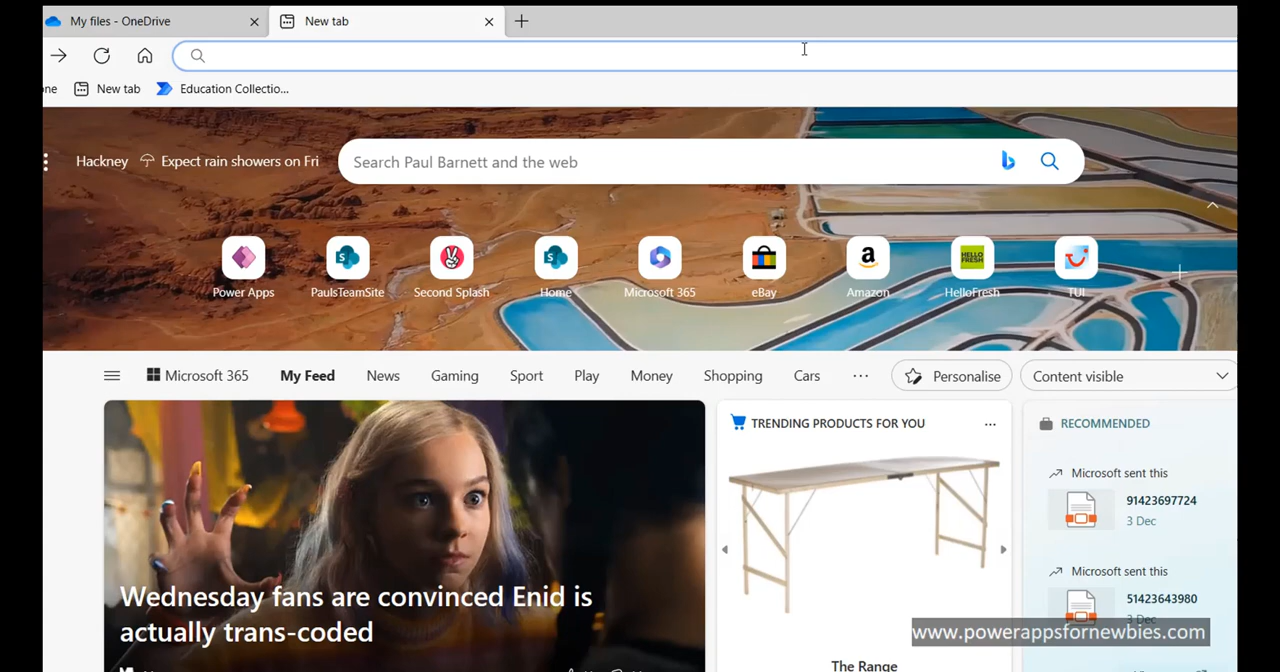 My files - OneDrive
New tab
ne
New tab
Education Collectio...
Hackney
Expect rain showers on Fri
Search Paul Barnett and the web
Power Apps
PaulsTeamSite
Second Splash
Home
Microsoft 365
eBay
Amazon
HelloFresh
TUI
Microsoft 365
My Feed
News
Gaming
Sport
Play
Money
Shopping
Cars
Personalise
Content visible
Wednesday fans are convinced Enid is
actually trans-coded
TRENDING PRODUCTS FOR YOU
The Range
RECOMMENDED
Microsoft sent this
91423697724
3 Dec
Microsoft sent this
51423643980
3 Dec
www.powerappsfornewbies.com